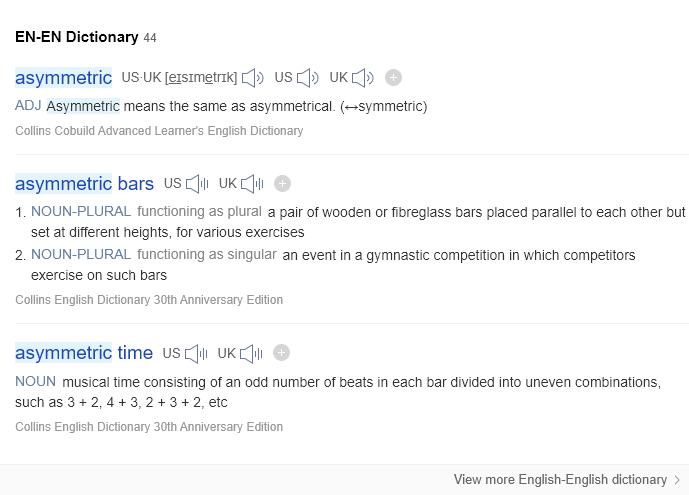 EN-EN Dictionary 44
asymmetric US·UK [eɪsɪmetrɪk] US UK
ADJ Asymmetric means the same as asymmetrical. (↔symmetric)
Collins Cobuild Advanced Learner's English Dictionary
asymmetric bars US UK
1. NOUN-PLURAL functioning as plural a pair of wooden or fibreglass bars placed parallel to each other but
set at different heights, for various exercises
2. NOUN-PLURAL functioning as singular an event in a gymnastic competition in which competitors
exercise on such bars
Collins English Dictionary 30th Anniversary Edition
asymmetric time US UK
NOUN musical time consisting of an odd number of beats in each bar divided into uneven combinations,
such as 3 + 2, 4 + 3, 2 + 3 + 2, etc
Collins English Dictionary 30th Anniversary Edition
View more English-English dictionary